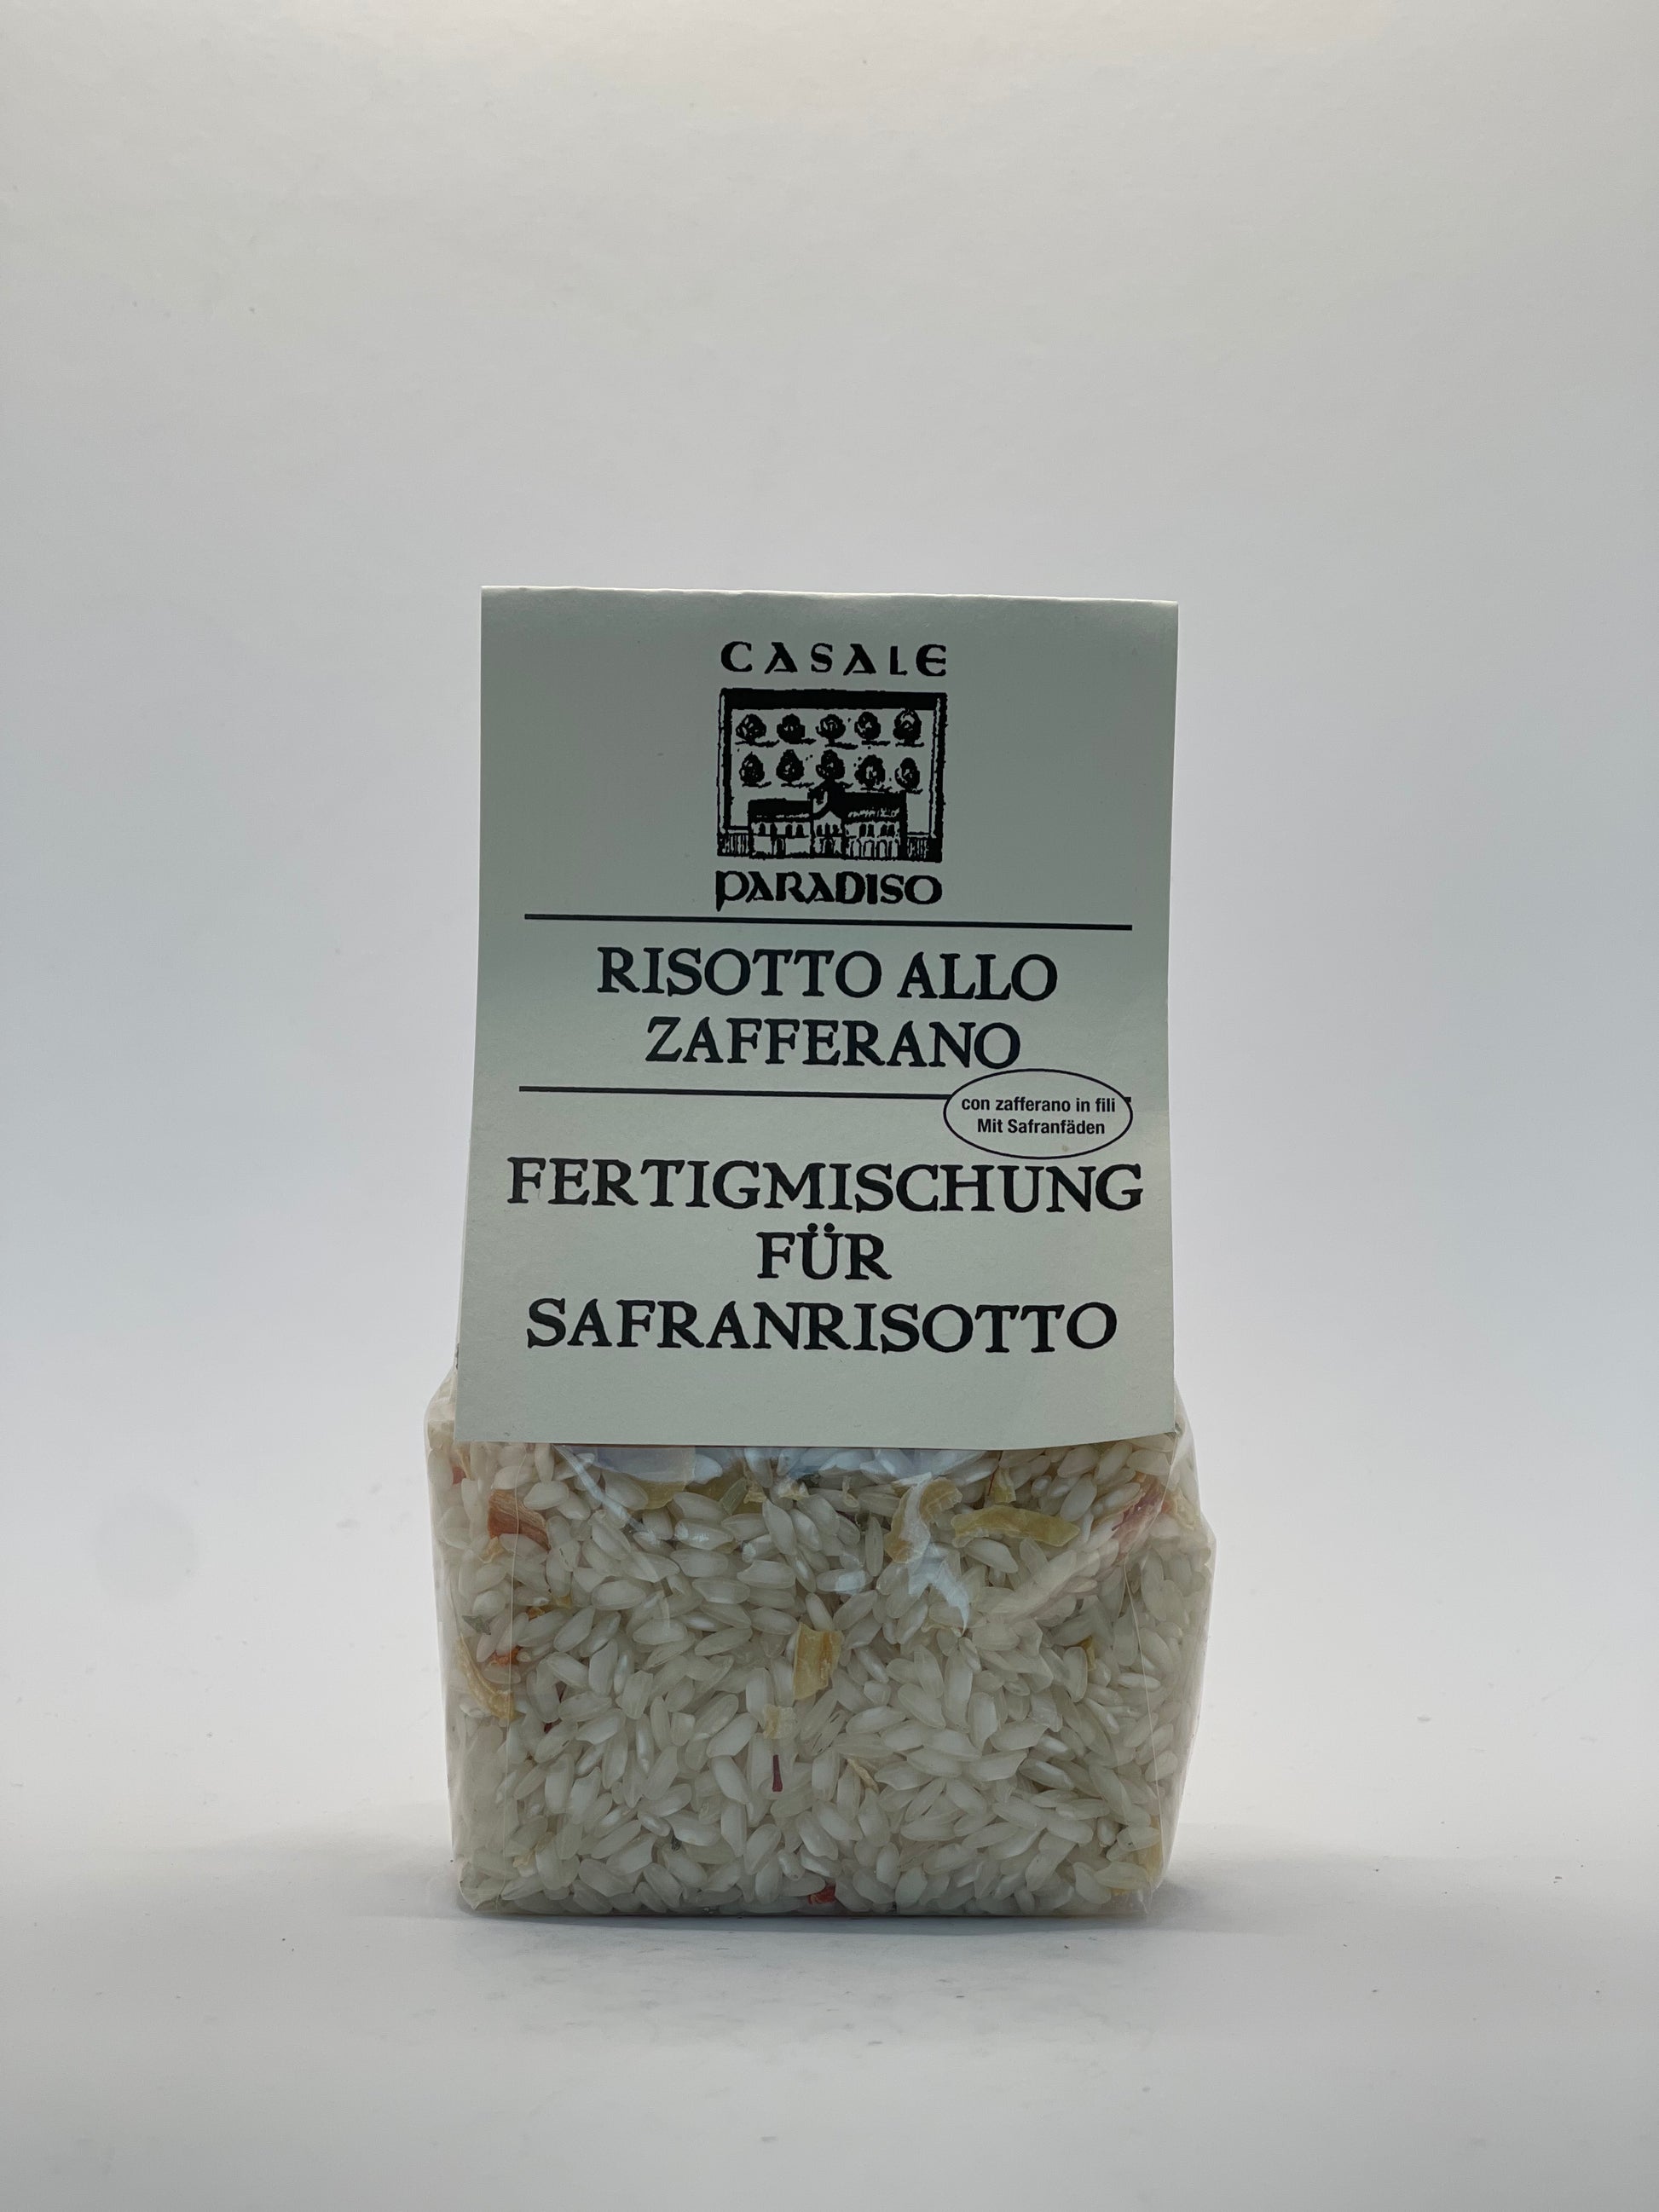 CASALE
PARADISO
RISOTTO ALLO
ZAFFERANO
con zafferano in fili
Mit Safranfäden
FERTIGMISCHUNG
FÜR
SAFRANRISOTTO